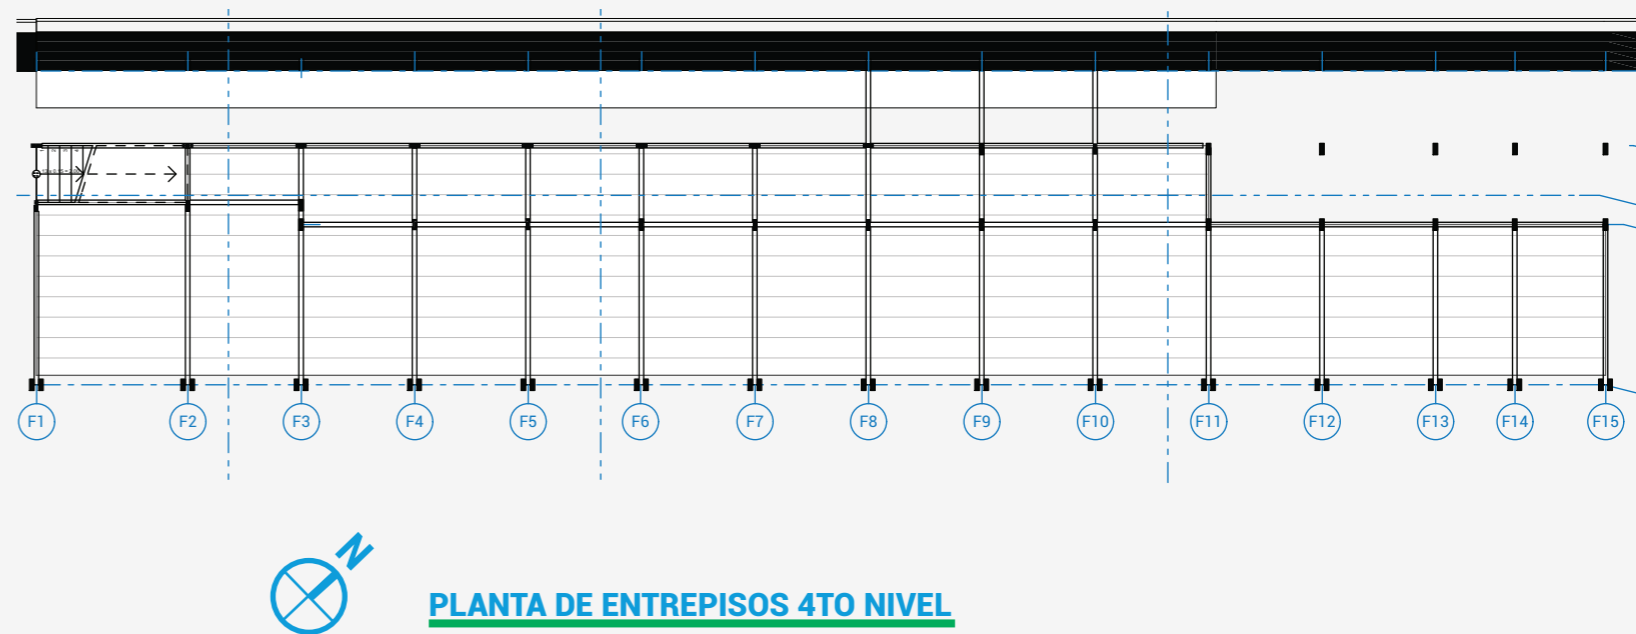 F1 F2 F3 F4 F5 F6 F7 F8 F9 F10 F11 F12 F13 F14 F15
N
PLANTA DE ENTREPISOS 4TO NIVEL